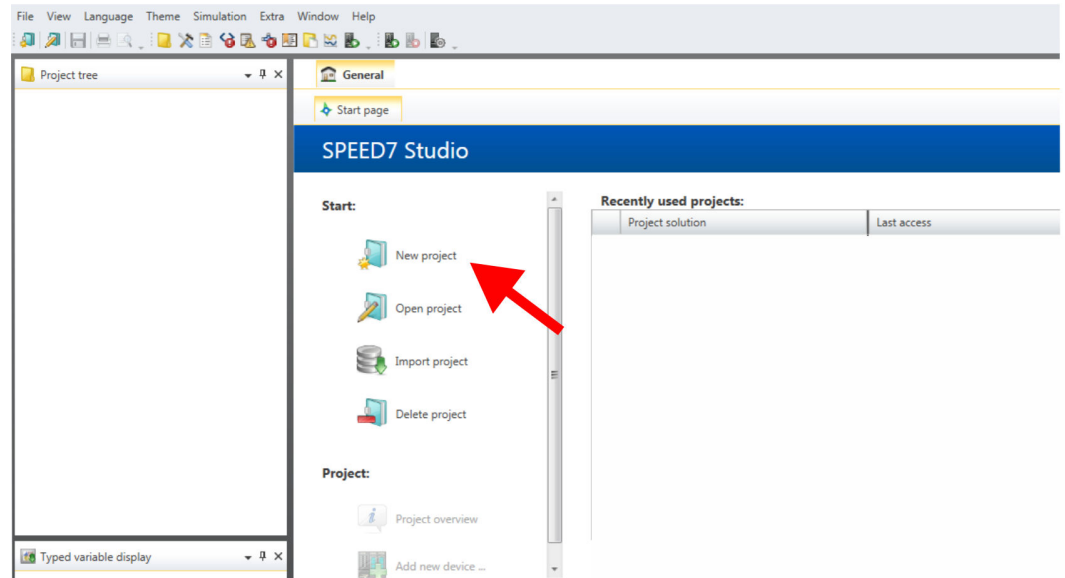 File View Language Theme Simulation Extra Window Help
Project tree
General
Start page
SPEED7 Studio
Start:
New project
Open project
Import project
Delete project
Project:
Project overview
Add new device ...
Recently used projects:
Project solution Last access
Typed variable display